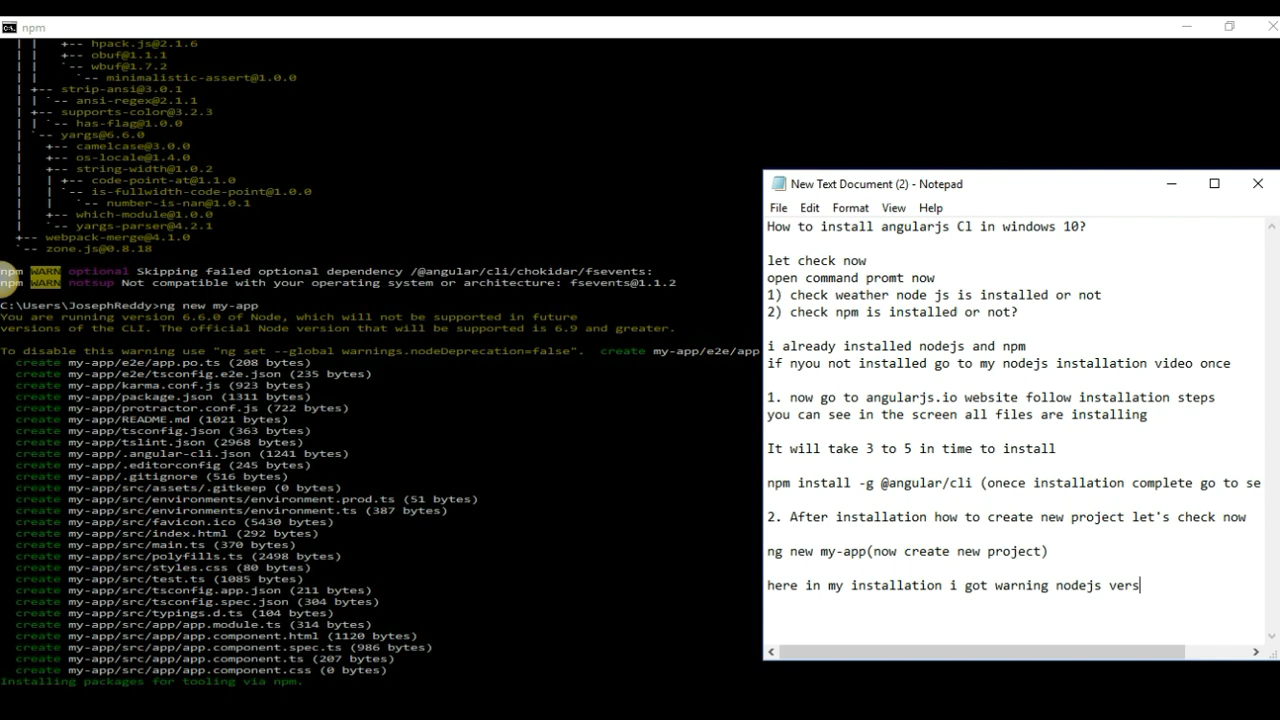 npm
| | +-- hpack.js@2.1.6
| | +-- obuf@1.1.1
| | `-- wbuf@1.7.2
| | `-- minimalistic-assert@1.0.0
| +-- strip-ansi@3.0.1
| | `-- ansi-regex@2.1.1
| +-- supports-color@3.2.3
| | `-- has-flag@1.0.0
| `-- yargs@6.6.0
| +-- camelcase@3.0.0
| +-- os-locale@1.4.0
| +-- string-width@1.0.2
| | +-- code-point-at@1.1.0
| | `-- is-fullwidth-code-point@1.0.0
| | `-- number-is-nan@1.0.1
| +-- which-module@1.0.0
| `-- yargs-parser@4.2.1
+-- webpack-merge@4.1.0
`-- zone.js@0.8.18
npm WARN optional Skipping failed optional dependency /@angular/cli/chokidar/fsevents:
npm WARN notsup Not compatible with your operating system or architecture: fsevents@1.1.2
C:\Users\JosephReddy>ng new my-app
You are running version 6.6.0 of Node, which will not be supported in future
versions of the CLI. The official Node version that will be supported is 6.9 and greater.
To disable this warning use "ng set --global warnings.nodeDeprecation=false". create my-app/e2e/app
create my-app/e2e/app.po.ts (208 bytes)
create my-app/e2e/tsconfig.e2e.json (235 bytes)
create my-app/karma.conf.js (923 bytes)
create my-app/package.json (1311 bytes)
create my-app/protractor.conf.js (722 bytes)
create my-app/README.md (1021 bytes)
create my-app/tsconfig.json (363 bytes)
create my-app/tslint.json (2968 bytes)
create my-app/.angular-cli.json (1241 bytes)
create my-app/.editorconfig (245 bytes)
create my-app/.gitignore (516 bytes)
create my-app/src/assets/.gitkeep (0 bytes)
create my-app/src/environments/environment.prod.ts (51 bytes)
create my-app/src/environments/environment.ts (387 bytes)
create my-app/src/favicon.ico (5430 bytes)
create my-app/src/index.html (292 bytes)
create my-app/src/main.ts (370 bytes)
create my-app/src/polyfills.ts (2498 bytes)
create my-app/src/styles.css (80 bytes)
create my-app/src/test.ts (1085 bytes)
create my-app/src/tsconfig.app.json (211 bytes)
create my-app/src/tsconfig.spec.json (304 bytes)
create my-app/src/typings.d.ts (104 bytes)
create my-app/src/app/app.module.ts (314 bytes)
create my-app/src/app/app.component.html (1120 bytes)
create my-app/src/app/app.component.spec.ts (986 bytes)
create my-app/src/app/app.component.ts (207 bytes)
create my-app/src/app/app.component.css (0 bytes)
Installing packages for tooling via npm.
New Text Document (2) - Notepad
File Edit Format View Help
How to install angularjs Cl in windows 10?
let check now
open command promt now
1) check weather node js is installed or not
2) check npm is installed or not?
i already installed nodejs and npm
if nyou not installed go to my nodejs installation video once
1. now go to angularjs.io website follow installation steps
you can see in the screen all files are installing
It will take 3 to 5 in time to install
npm install -g @angular/cli (onece installation complete go to se
2. After installation how to create new project let's check now
ng new my-app(now create new project)
here in my installation i got warning nodejs vers